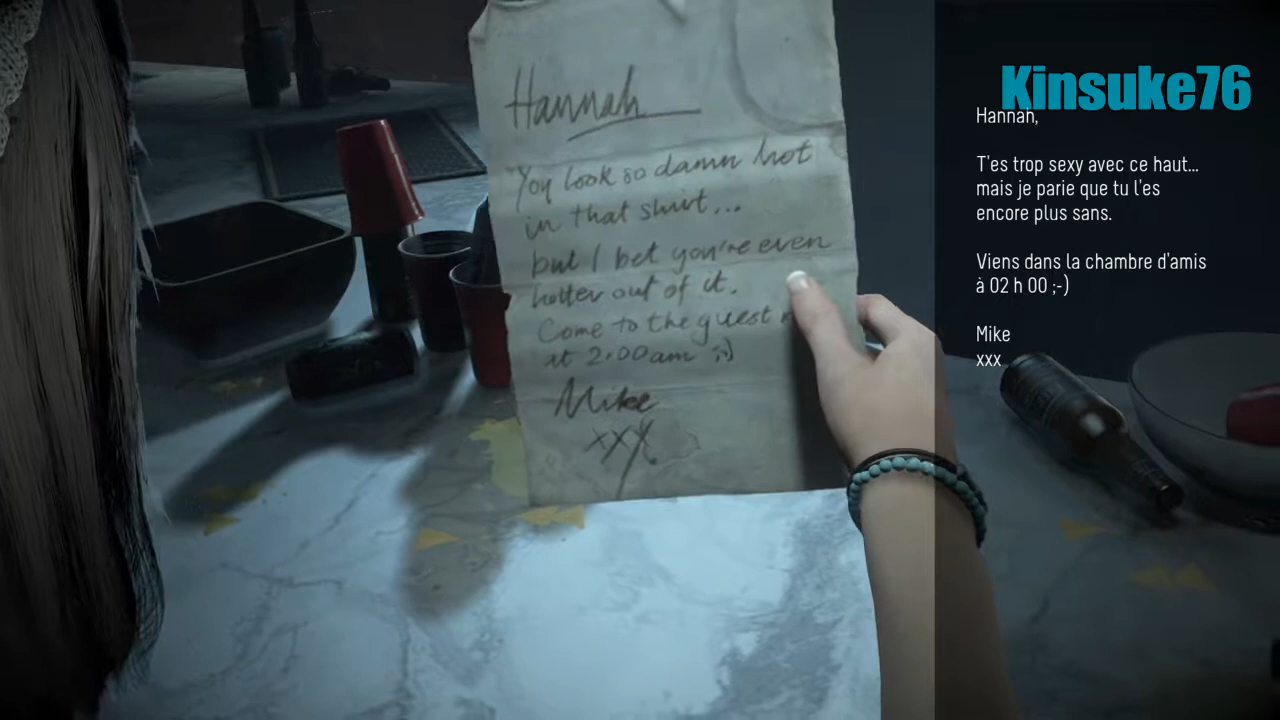 Hannah
You look so damn hot
in that shirt...
but I bet you're even
hotter out of it.
Come to the guest
at 2:00am ;)
Mike
xxx
Kinsuke76
Hannah,
T'es trop sexy avec ce haut...
mais je parie que tu l'es
encore plus sans.
Viens dans la chambre d'amis
à 02 h 00 ;-)
Mike
xxx